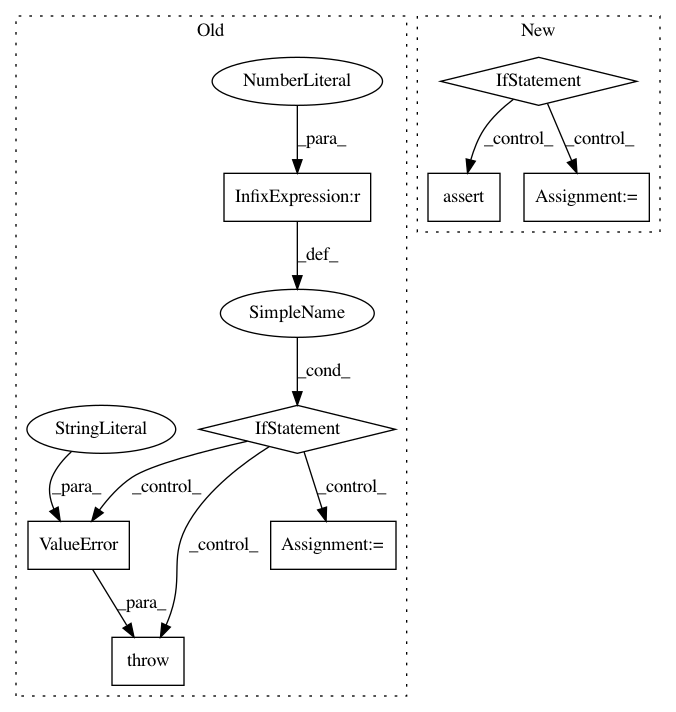 Old
New
NumberLiteral
IfStatement
_para_
_control_
_control_
InfixExpression:r
assert
Assignment:=
_def_
SimpleName
_cond_
StringLiteral
IfStatement
_para_
_control_
_control_
_control_
ValueError
Assignment:=
_para_
throw